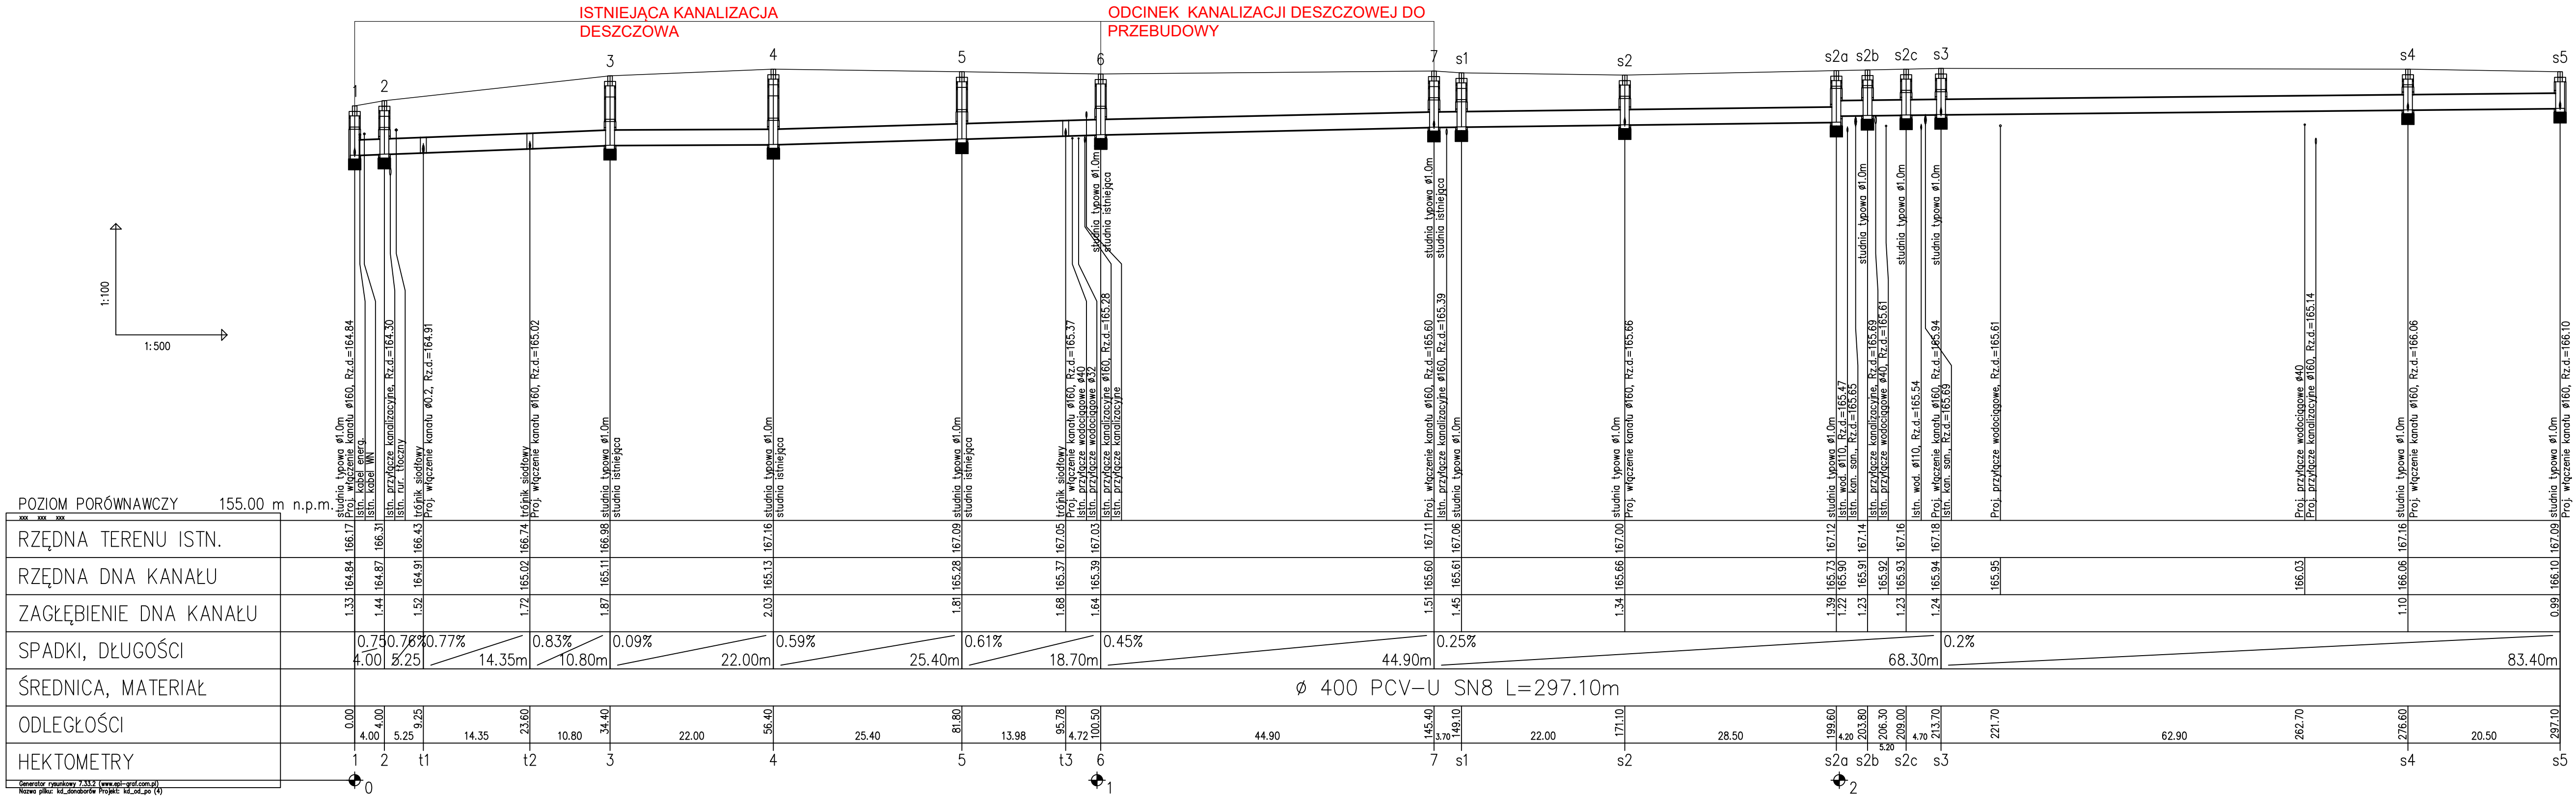 ISTNIEJĄCA KANALIZACJA
DESZCZOWA
ODCINEK KANALIZACJI DESZCZOWEJ DO
PRZEBUDOWY
1 2 3 4 5 6 7 s1 s2 s2a s2b s2c s3 s4 s5
1:100
1:500
studnia typowa ø1.0m
Proj. włączenie kanału ø160, Rz.d.=164.84
Istn. kabel energ.
Istn. kabel WN
Istn. przyłącze kanalizacyjne, Rz.d.=164.30
Istn. rur. tłoczny
trójnik siodłowy
Proj. włączenie kanału ø0.2, Rz.d.=164.91
trójnik siodłowy
Proj. włączenie kanału ø160, Rz.d.=165.02
studnia typowa ø1.0m
studnia istniejąca
studnia typowa ø1.0m
studnia istniejąca
studnia typowa ø1.0m
studnia istniejąca
trójnik siodłowy
Proj. włączenie kanału ø160, Rz.d.=165.37
Istn. przyłącze wodociągowe ø40
Istn. przyłącze wodociągowe ø32
studnia typowa ø1.0m
studnia istniejąca
Istn. przyłącze kanalizacyjne ø160, Rz.d.=165.28
Istn. przyłącze kanalizacyjne
studnia typowa ø1.0m
studnia istniejąca
Proj. włączenie kanału ø160, Rz.d.=165.60
Istn. przyłącze kanalizacyjne ø160, Rz.d.=165.39
studnia typowa ø1.0m
studnia typowa ø1.0m
Proj. włączenie kanału ø160, Rz.d.=165.66
studnia typowa ø1.0m
Istn. wod. ø110, Rz.d.=165.47
Istn. kan. san., Rz.d.=165.65
studnia typowa ø1.0m
Istn. przyłącze kanalizacyjne, Rz.d.=165.69
Istn. przyłącze wodociągowe ø40, Rz.d.=165.61
studnia typowa ø1.0m
Istn. wod. ø110, Rz.d.=165.54
studnia typowa ø1.0m
Proj. włączenie kanału ø160, Rz.d.=165.94
Istn. kan. san., Rz.d.=165.69
Proj. przyłącze wodociągowe, Rz.d.=165.61
Proj. przyłącze wodociągowe ø40
Proj. przyłącze kanalizacyjne ø160, Rz.d.=165.14
studnia typowa ø1.0m
Proj. włączenie kanału ø160, Rz.d.=166.06
studnia typowa ø1.0m
Proj. włączenie kanału ø160, Rz.d.=166.10
POZIOM PORÓWNAWCZY 155.00 m n.p.m.
xxx xxx xxx
RZĘDNA TERENU ISTN. 166.17 166.31 166.43 166.74 166.98 167.16 167.09 167.05 167.03 167.11 167.06 167.00 167.12 167.14 167.16 167.18 167.16 167.09
RZĘDNA DNA KANAŁU 164.84 164.87 164.91 165.02 165.11 165.13 165.28 165.37 165.39 165.60 165.61 165.66 165.73 165.90 165.91 165.92 165.93 165.94 165.95 166.03 166.06 166.10
ZAGŁĘBIENIE DNA KANAŁU 1.33 1.44 1.52 1.72 1.87 2.03 1.81 1.68 1.64 1.51 1.45 1.34 1.39 1.22 1.23 1.23 1.24 1.10 0.99
SPADKI, DŁUGOŚCI
0.75 0.76% 0.77% 0.83% 0.09% 0.59% 0.61% 0.45% 0.25% 0.2%
4.00 5.25 14.35m 10.80m 22.00m 25.40m 18.70m 44.90m 68.30m 83.40m
ŚREDNICA, MATERIAŁ ø 400 PCV-U SN8 L=297.10m
ODLEGŁOŚCI 0.00 4.00 9.25 23.60 34.40 56.40 81.80 95.78 100.50 145.40 149.10 171.10 199.60 203.80 206.30 209.00 213.70 221.70 262.70 276.60 297.10
4.00 5.25 14.35 10.80 22.00 25.40 13.98 4.72 44.90 3.70 22.00 28.50 4.20 5.20 4.70 62.90 20.50
HEKTOMETRY 1 2 t1 t2 3 4 5 t3 6 7 s1 s2 s2a s2b s2c s3 s4 s5
0 1 2
Generator rysunkowy 7.33.2 (www.epi-graf.com.pl)
Nazwa pliku: kd_donaborów Projekt: kd_od_po (4)